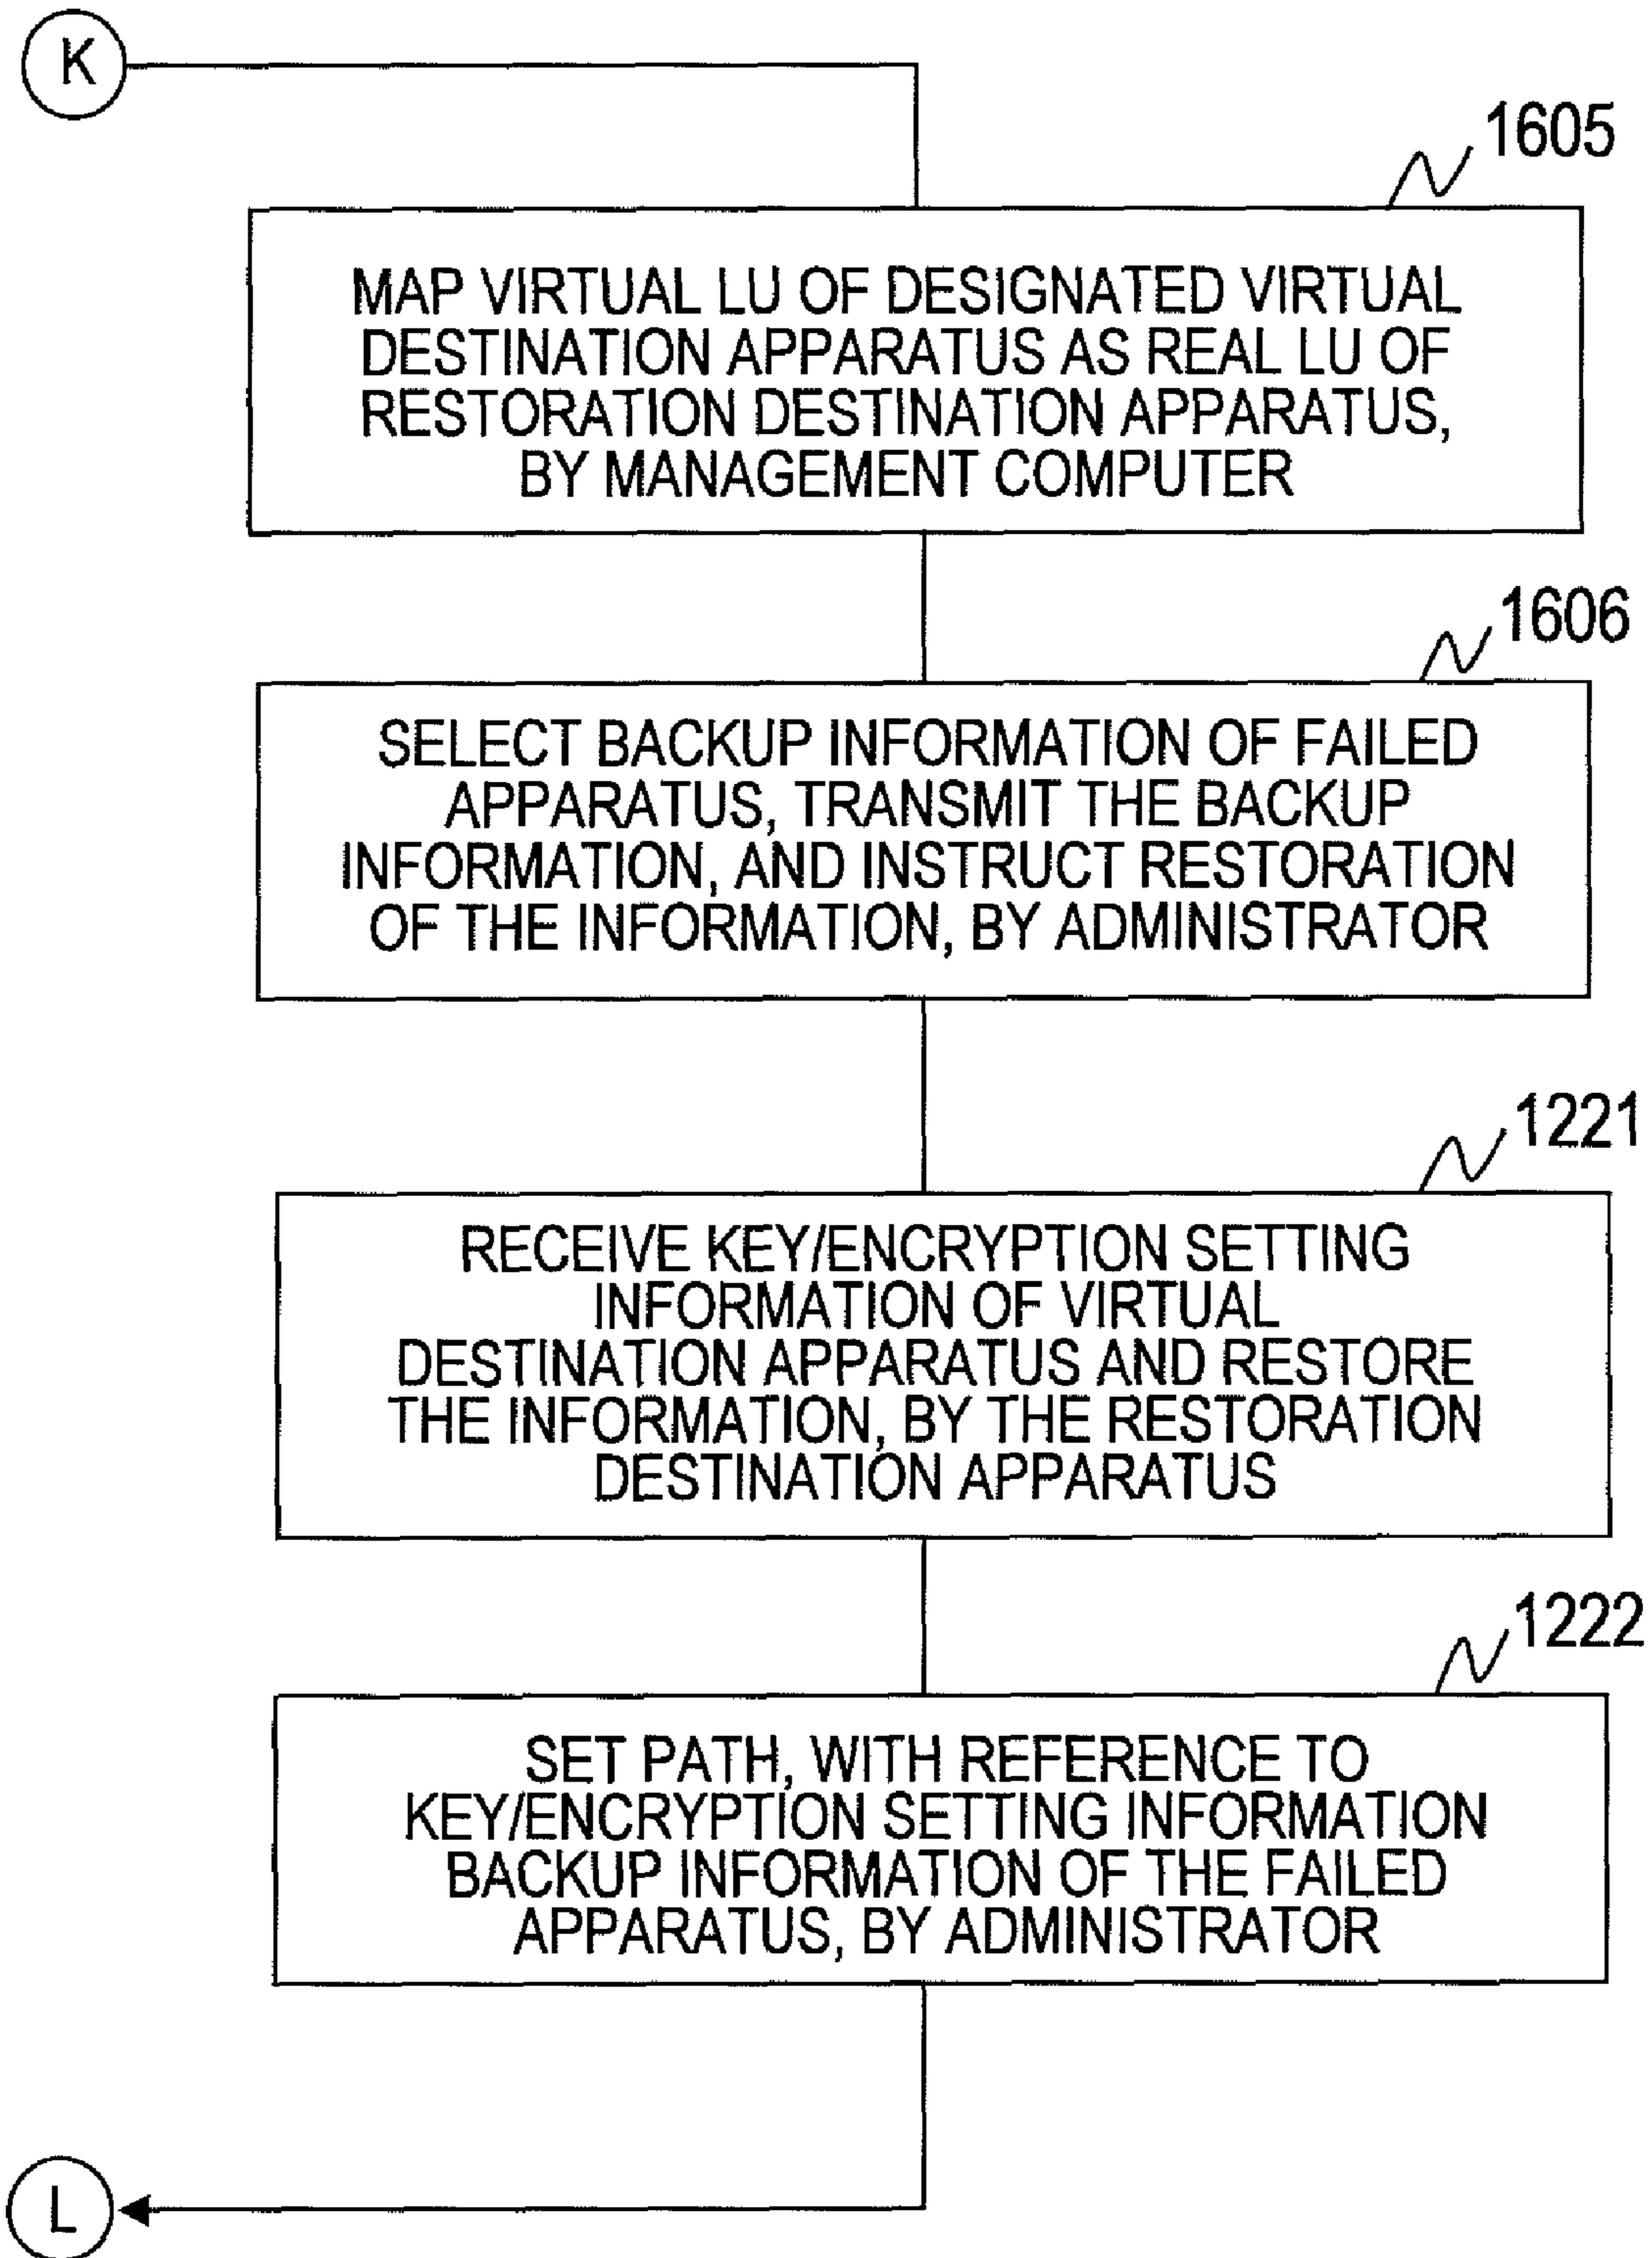 K
1605
MAP VIRTUAL LU OF DESIGNATED VIRTUAL
DESTINATION APPARATUS AS REAL LU OF
RESTORATION DESTINATION APPARATUS,
BY MANAGEMENT COMPUTER
1606
SELECT BACKUP INFORMATION OF FAILED
APPARATUS, TRANSMIT THE BACKUP
INFORMATION, AND INSTRUCT RESTORATION
OF THE INFORMATION, BY ADMINISTRATOR
1221
RECEIVE KEY/ENCRYPTION SETTING
INFORMATION OF VIRTUAL
DESTINATION APPARATUS AND RESTORE
THE INFORMATION, BY THE RESTORATION
DESTINATION APPARATUS
1222
SET PATH, WITH REFERENCE TO
KEY/ENCRYPTION SETTING INFORMATION
BACKUP INFORMATION OF THE FAILED
APPARATUS, BY ADMINISTRATOR
L